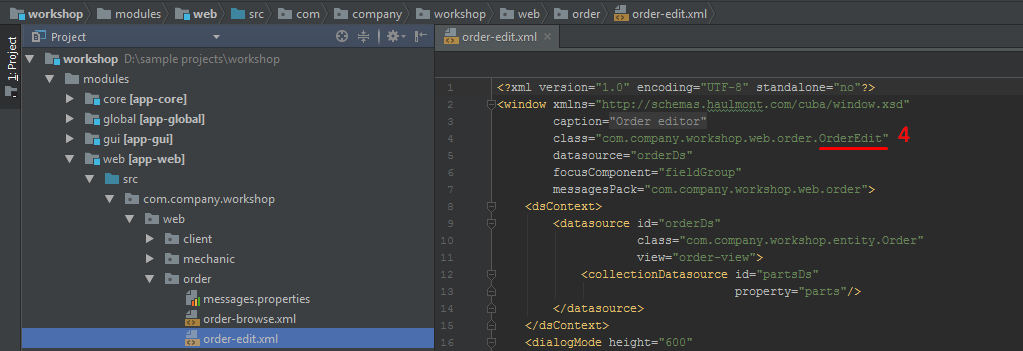 workshop modules web src com company workshop web order order-edit.xml
1: Project
Project
workshop D:\sample projects\workshop
modules
core [app-core]
global [app-global]
gui [app-gui]
web [app-web]
src
com.company.workshop
web
client
mechanic
order
messages.properties
order-browse.xml
order-edit.xml
order-edit.xml
1 <?xml version="1.0" encoding="UTF-8" standalone="no"?>
2 <window xmlns="http://schemas.haulmont.com/cuba/window.xsd"
3 caption="Order editor"
4 class="com.company.workshop.web.order.OrderEdit" 4
5 datasource="orderDs"
6 focusComponent="fieldGroup"
7 messagesPack="com.company.workshop.web.order">
8 <dsContext>
9 <datasource id="orderDs"
10 class="com.company.workshop.entity.Order"
11 view="order-view">
12 <collectionDatasource id="partsDs"
13 property="parts"/>
14 </datasource>
15 </dsContext>
16 <dialogMode height="600"